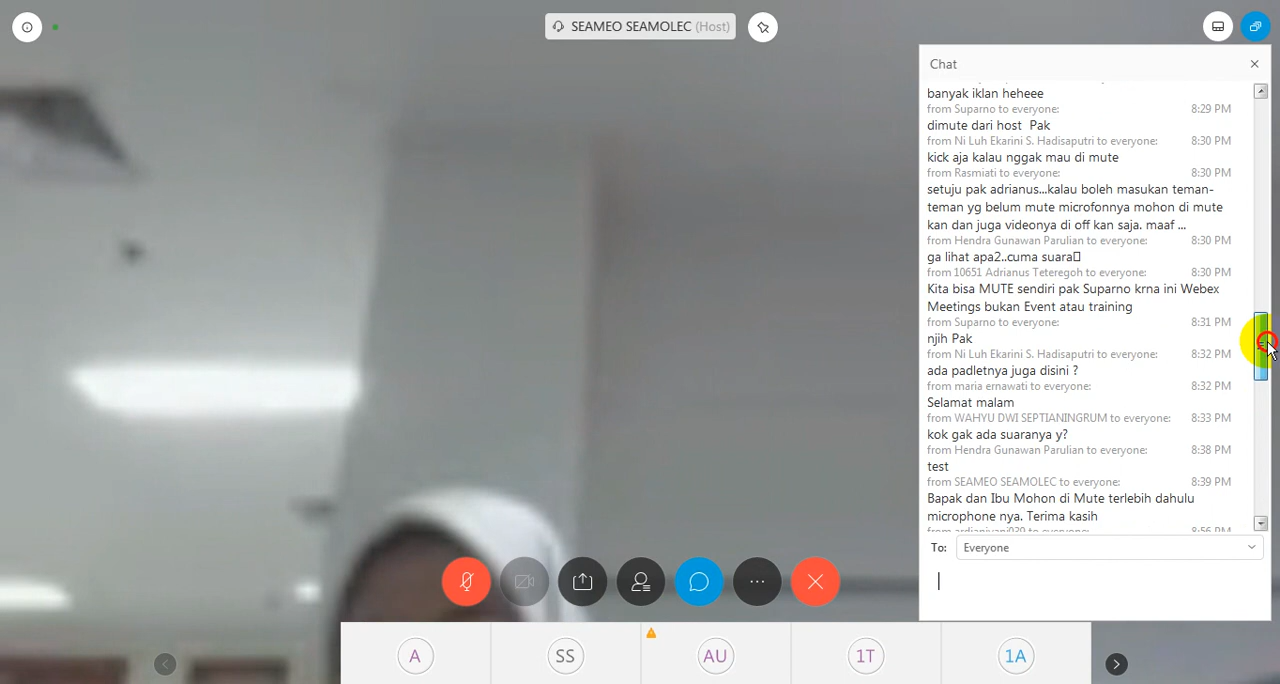 SEAMEO SEAMOLEC (Host)
Chat
banyak iklan heheee
from Suparno to everyone: 8:29 PM
dimute dari host Pak
from Ni Luh Ekarini S. Hadisaputri to everyone: 8:30 PM
kick aja kalau nggak mau di mute
from Rasmiati to everyone: 8:30 PM
setuju pak adrianus...kalau boleh masukan teman-
teman yg belum mute microfonnya mohon di mute
kan dan juga videonya di off kan saja. maaf ...
from Hendra Gunawan Parulian to everyone: 8:30 PM
ga lihat apa2..cuma suara
from 10651 Adrianus Teteregoh to everyone: 8:30 PM
Kita bisa MUTE sendiri pak Suparno krna ini Webex
Meetings bukan Event atau training
from Suparno to everyone: 8:31 PM
njih Pak
from Ni Luh Ekarini S. Hadisaputri to everyone: 8:32 PM
ada padletnya juga disini ?
from maria ernawati to everyone: 8:32 PM
Selamat malam
from WAHYU DWI SEPTIANINGRUM to everyone: 8:33 PM
kok gak ada suaranya y?
from Hendra Gunawan Parulian to everyone: 8:38 PM
test
from SEAMEO SEAMOLEC to everyone: 8:39 PM
Bapak dan Ibu Mohon di Mute terlebih dahulu
microphone nya. Terima kasih
from ardianiyani039 to everyone: 8:56 PM
To: Everyone
A SS AU 1T 1A